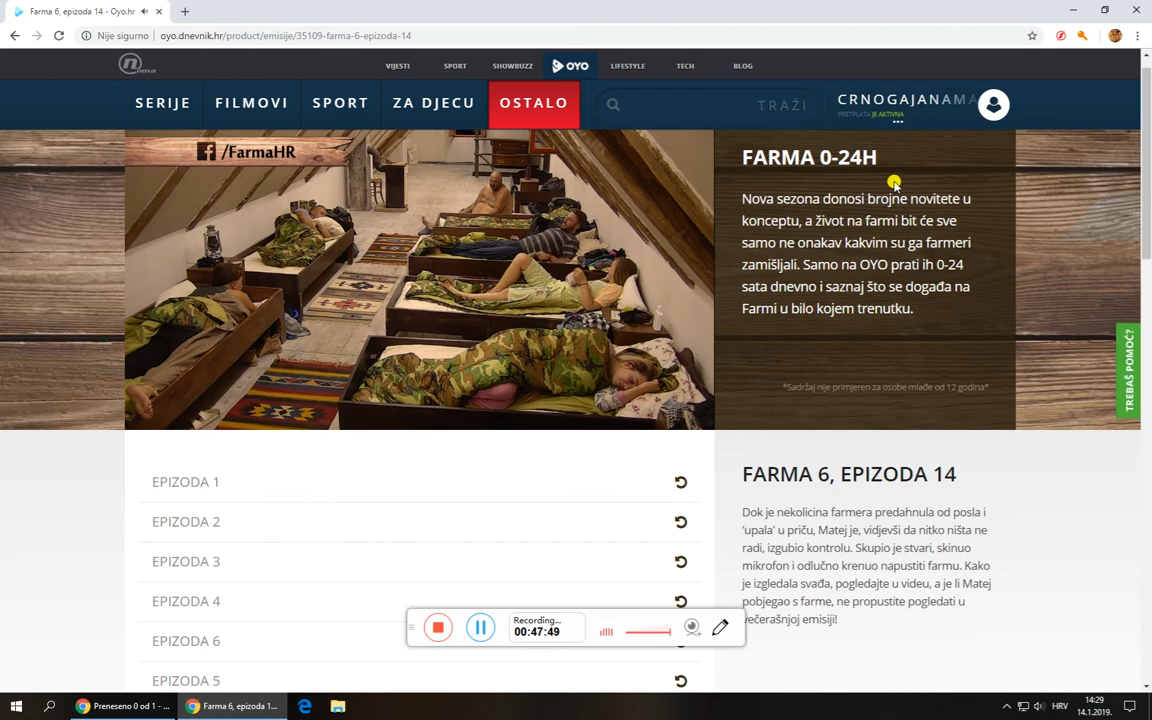 Farma 6, epizoda 14 - Oyo.hr
Nije sigurno
oyo.dnevnik.hr/product/emisije/35109-farma-6-epizoda-14
nova
VIJESTI
SPORT
SHOWBUZZ
OYO
LIFESTYLE
TECH
BLOG
SERIJE
FILMOVI
SPORT
ZA DJECU
OSTALO
TRAŽI
CRNOGAJANAMA
PRETPLATA JE AKTIVNA
/FarmaHR
FARMA 0-24H
Nova sezona donosi brojne novitete u
konceptu, a život na farmi bit će sve
samo ne onakav kakvim su ga farmeri
zamišljali. Samo na OYO prati ih 0-24
sata dnevno i saznaj što se događa na
Farmi u bilo kojem trenutku.
*Sadržaj nije primjeren za osobe mlađe od 12 godina*
TREBAŠ POMOĆ?
EPIZODA 1
EPIZODA 2
EPIZODA 3
EPIZODA 4
EPIZODA 6
EPIZODA 5
FARMA 6, EPIZODA 14
Dok je nekolicina farmera predahnula od posla i
'upala' u priču, Matej je, vidjevši da nitko ništa ne
radi, izgubio kontrolu. Skupio je stvari, skinuo
mikrofon i odlučno krenuo napustiti farmu. Kako
je izgledala svađa, pogledajte u videu, a je li Matej
pobjegao s farme, ne propustite pogledati u
večerašnjoj emisiji!
Recording...
00:47:49
Preneseno 0 od 1 - ...
Farma 6, epizoda 1...
HRV
14:29
14.1.2019.